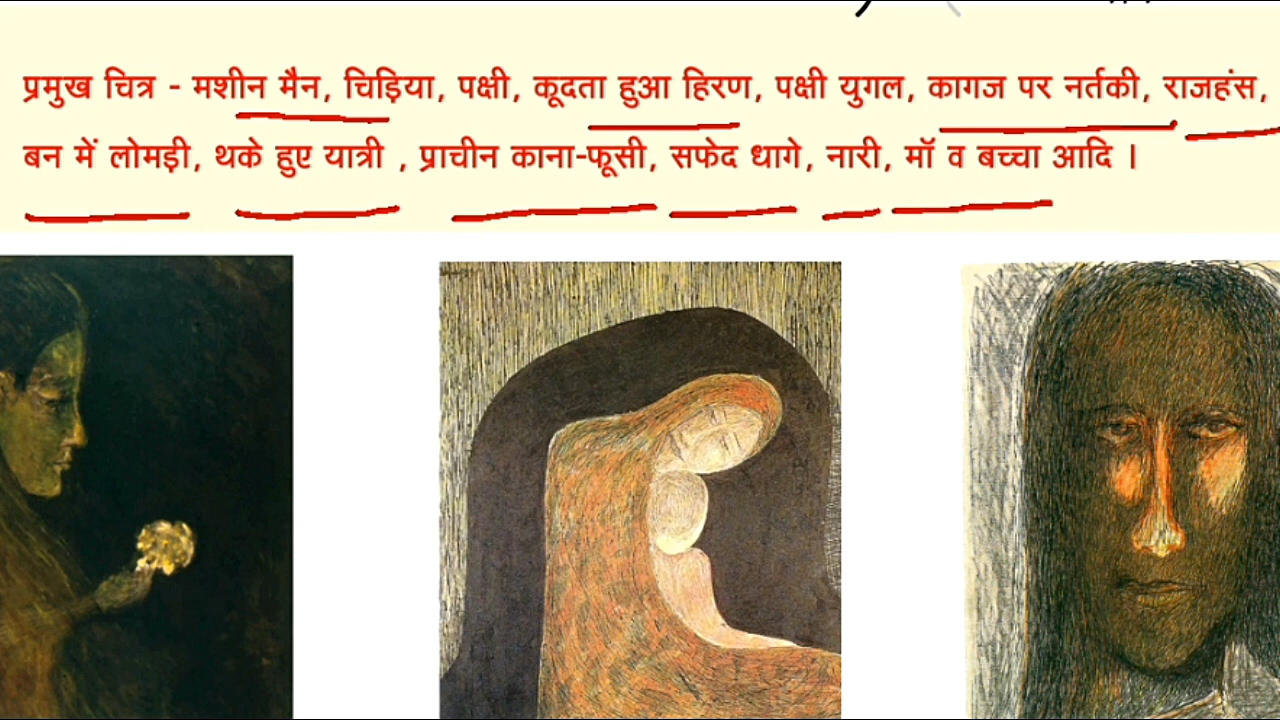 प्रमुख चित्र - मशीन मैन, चिड़िया, पक्षी, कूदता हुआ हिरण, पक्षी युगल, कागज पर नर्तकी, राजहंस,
बन में लोमड़ी, थके हुए यात्री , प्राचीन काना-फूसी, सफेद धागे, नारी, मॉ व बच्चा आदि ।